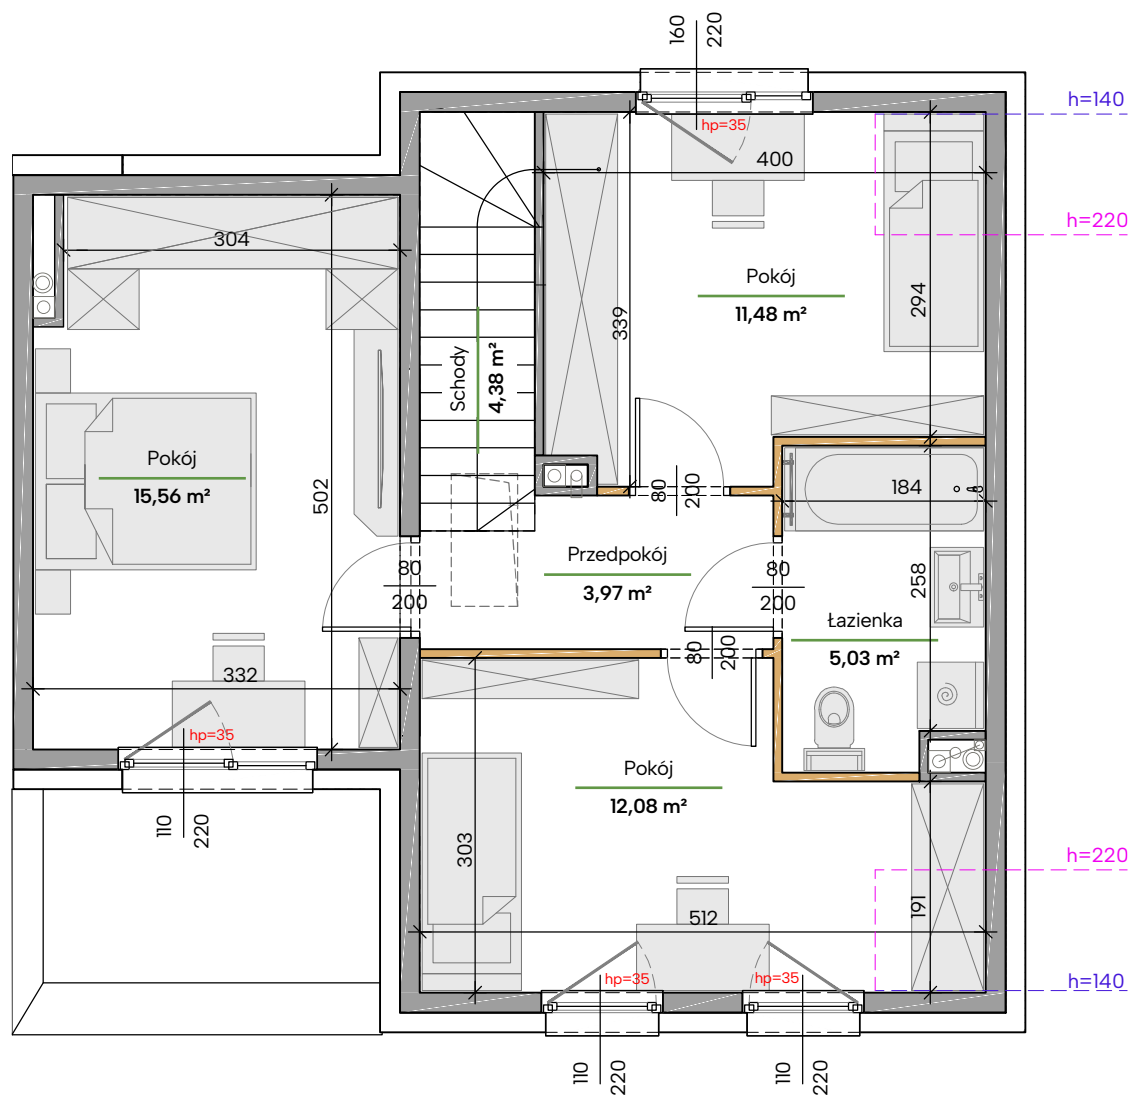 160
220
h=140
hp=35
400
h=220
304
Pokój
11,48 m²
294
339
Schody
4,38 m²
Pokój
15,56 m²
502
184
80
200
Przedpokój
3,97 m²
80
200
80
200
258
Łazienka
5,03 m²
80
200
332
hp=35
Pokój
12,08 m²
110
220
303
h=220
191
512
hp=35
hp=35
h=140
110
220
110
220